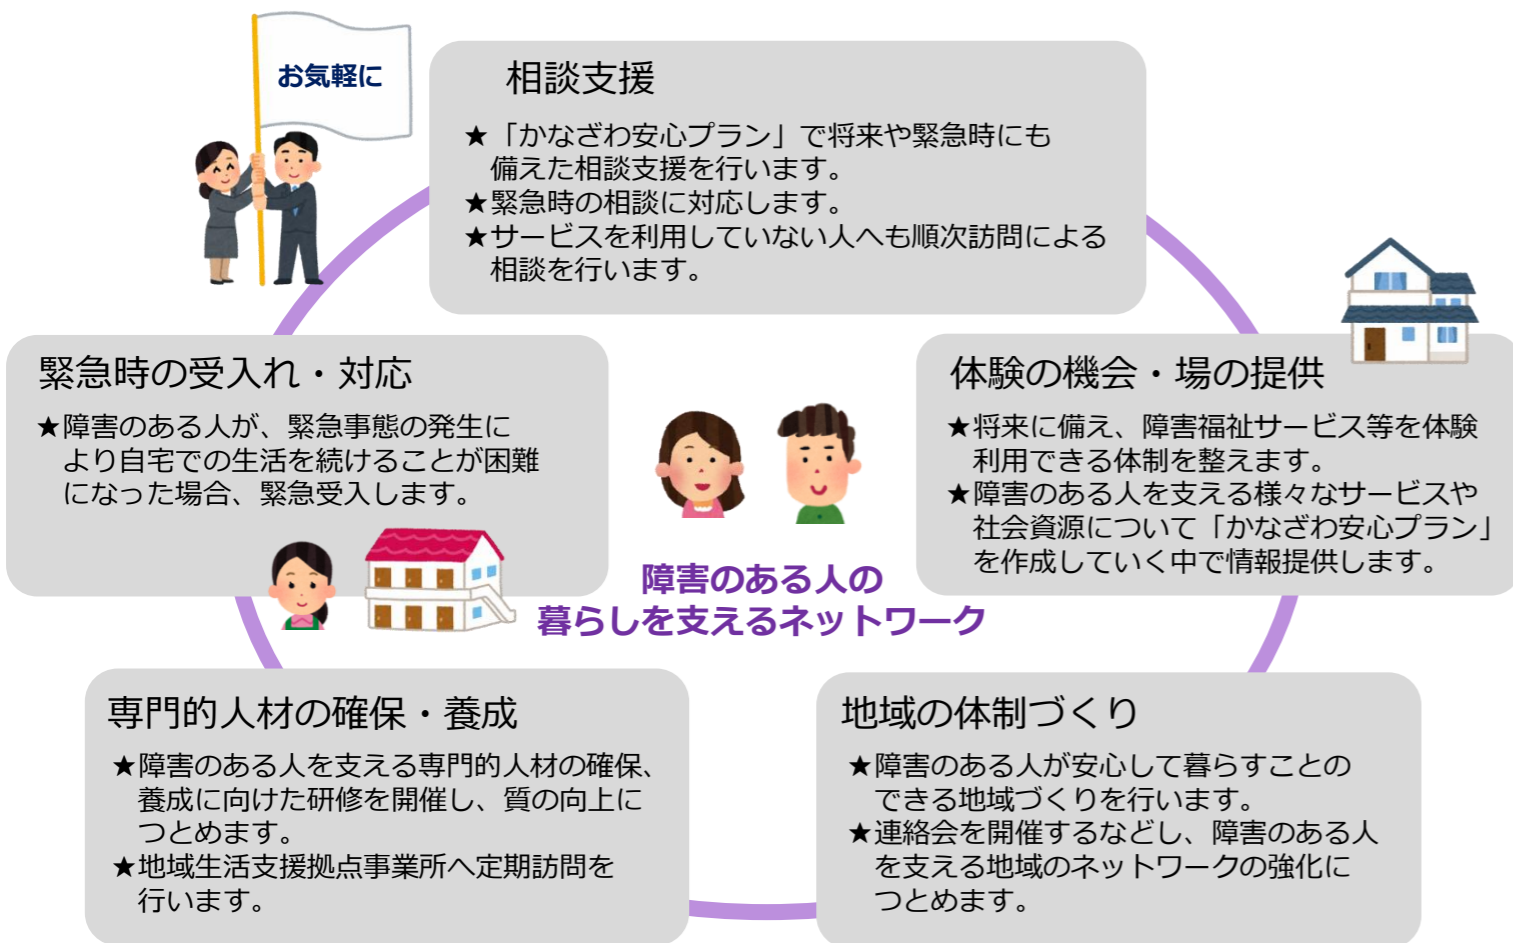 お気軽に
相談支援
★「かなざわ安心プラン」で将来や緊急時にも
備えた相談支援を行います。
★緊急時の相談に対応します。
★サービスを利用していない人へも順次訪問による
相談を行います。
緊急時の受入れ・対応
★障害のある人が、緊急事態の発生に
より自宅での生活を続けることが困難
になった場合、緊急受入します。
体験の機会・場の提供
★将来に備え、障害福祉サービス等を体験
利用できる体制を整えます。
★障害のある人を支える様々なサービスや
社会資源について「かなざわ安心プラン」
を作成していく中で情報提供します。
障害のある人の
暮らしを支えるネットワーク
専門的人材の確保・養成
★障害のある人を支える専門的人材の確保、
養成に向けた研修を開催し、質の向上に
つとめます。
★地域生活支援拠点事業所へ定期訪問を
行います。
地域の体制づくり
★障害のある人が安心して暮らすことの
できる地域づくりを行います。
★連絡会を開催するなどし、障害のある人
を支える地域のネットワークの強化に
つとめます。